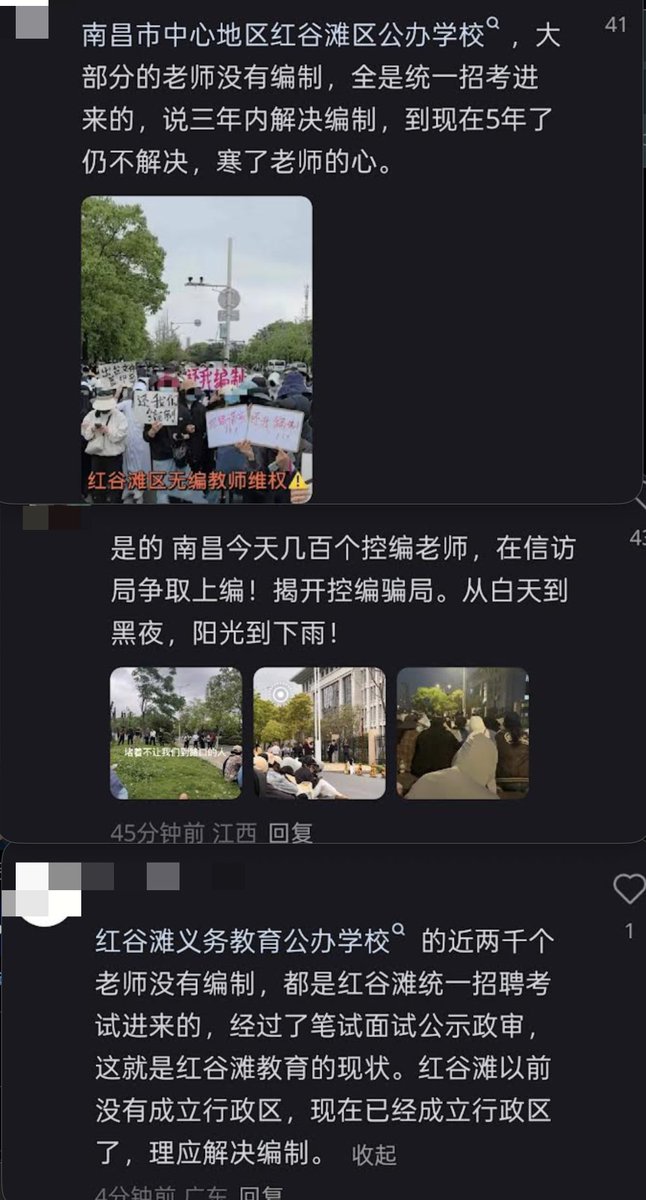 南昌市中心地区红谷滩区公办学校，大
41
部分的老师没有编制，全是统一招考进
来的，说三年内解决编制，到现在5年了
仍不解决，寒了老师的心。
还我编制
还我们
编制
红谷滩区无编教师维权
是的 南昌今天几百个控编老师，在信访
43
局争取上编！揭开控编骗局。从白天到
黑夜，阳光到下雨！
堵着不让我们到路口的人
45分钟前 江西 回复
红谷滩义务教育公办学校 的近两千个
1
老师没有编制，都是红谷滩统一招聘考
试进来的，经过了笔试面试公示政审，
这就是红谷滩教育的现状。红谷滩以前
没有成立行政区，现在已经成立行政区
了，理应解决编制。 收起
4分钟前 广东 回复